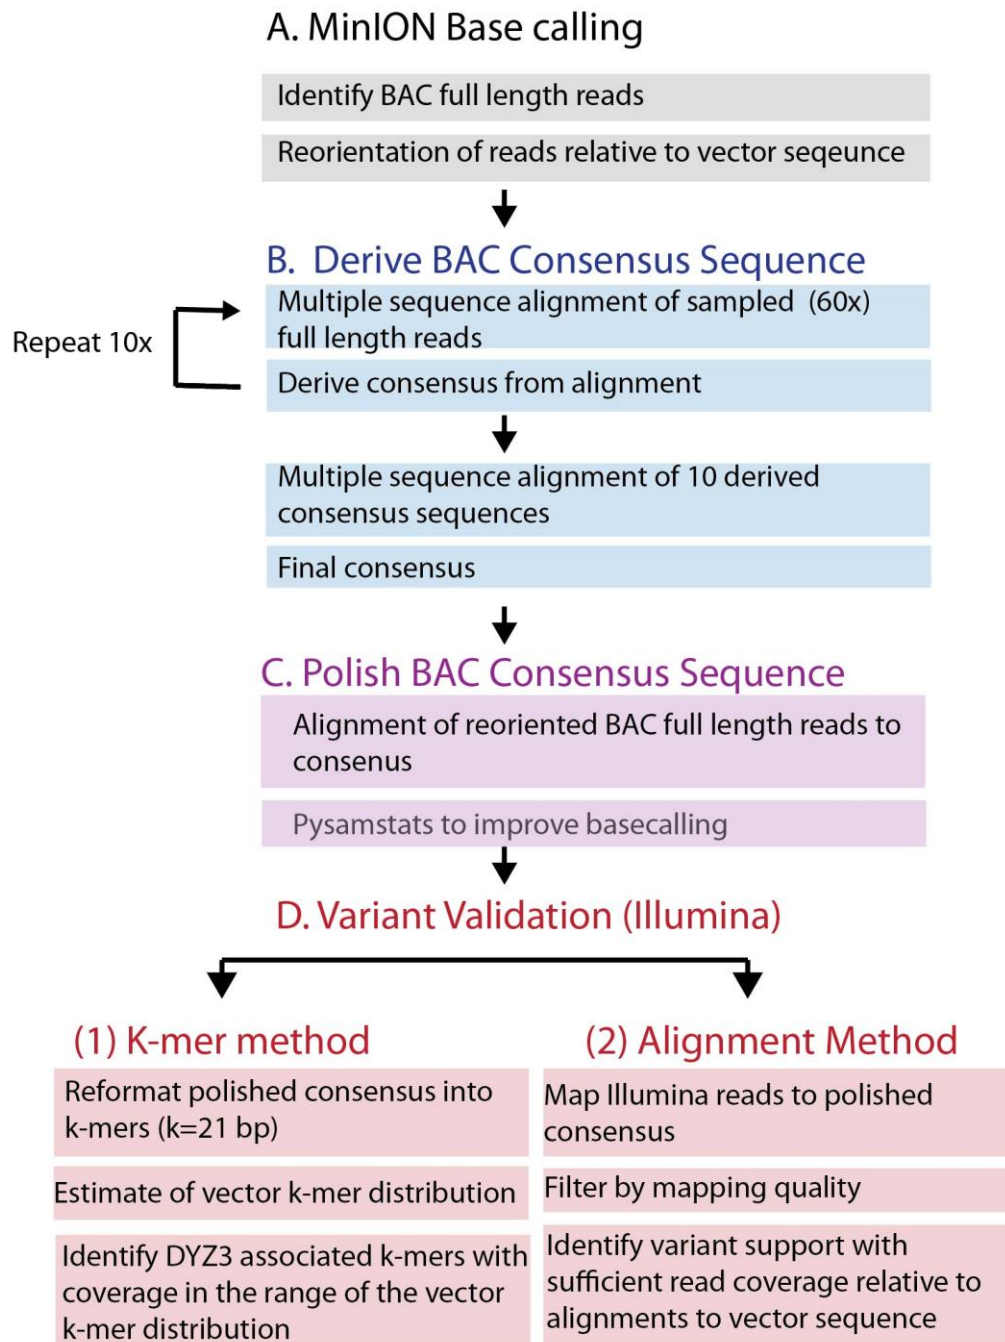 A. MinION Base calling
Identify BAC full length reads
Reorientation of reads relative to vector seqeunce
B. Derive BAC Consensus Sequence
Multiple sequence alignment of sampled (60x)
full length reads
Repeat 10x
Derive consensus from alignment
Multiple sequence alignment of 10 derived
consensus sequences
Final consensus
C. Polish BAC Consensus Sequence
Alignment of reoriented BAC full length reads to
consenus
Pysamstats to improve basecalling
D. Variant Validation (Illumina)
(1) K-mer method
Reformat polished consensus into
k-mers (k=21 bp)
Estimate of vector k-mer distribution
Identify DYZ3 associated k-mers with
coverage in the range of the vector
k-mer distribution
(2) Alignment Method
Map Illumina reads to polished
consensus
Filter by mapping quality
Identify variant support with
sufficient read coverage relative to
alignments to vector sequence